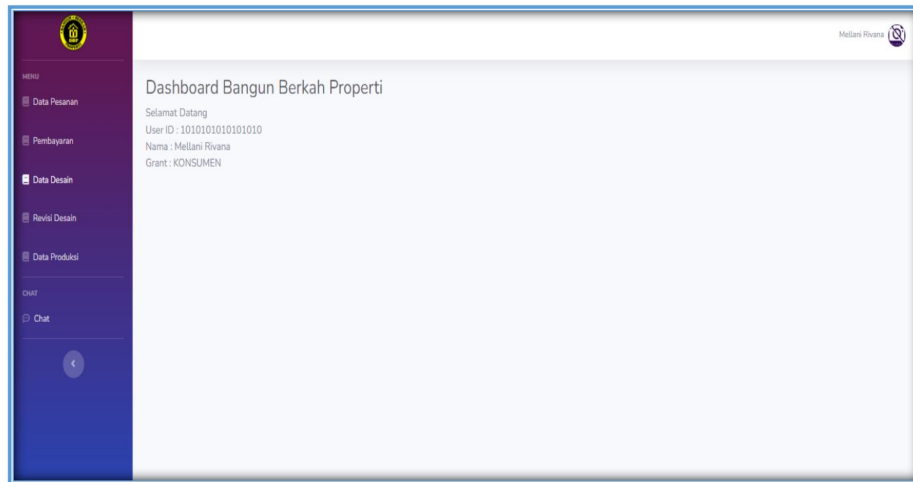 Mellani Rivana
MENU
Data Pesanan
Pembayaran
Data Desain
Revisi Desain
Data Produksi
CHAT
Chat
Dashboard Bangun Berkah Properti
Selamat Datang
User ID : 1010101010101010
Nama : Mellani Rivana
Grant : KONSUMEN